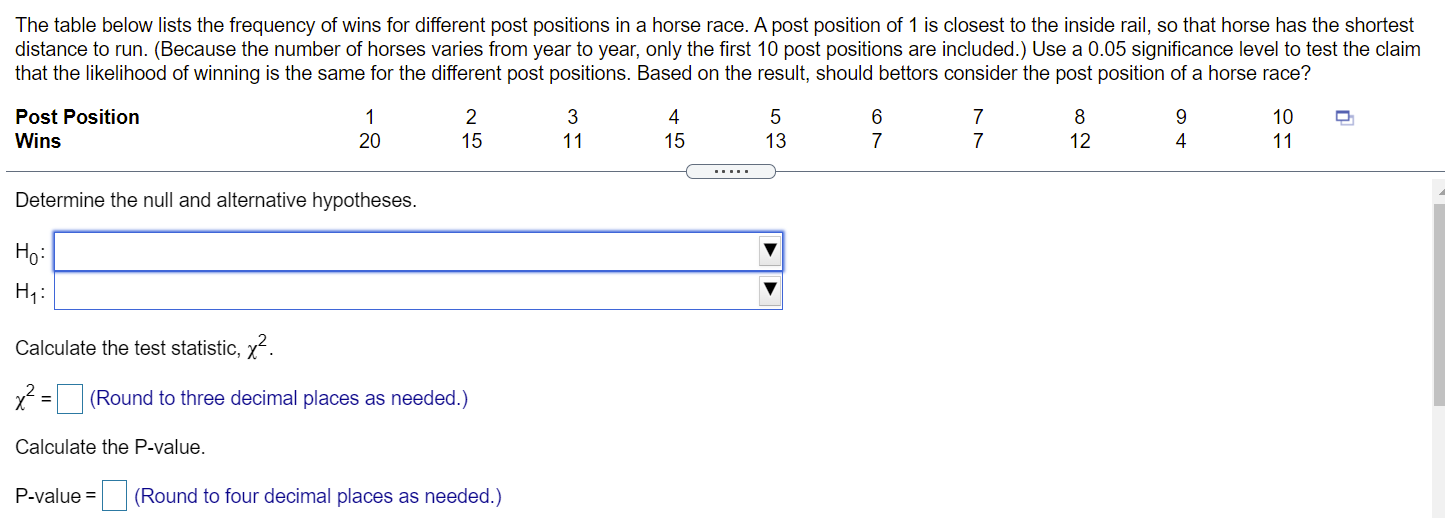 The table below lists the frequency of wins for different post positions in a horse race. A post position of 1 is closest to the inside rail, so that horse has the shortest
distance to run. (Because the number of horses varies from year to year, only the first 10 post positions are included.) Use a 0.05 significance level to test the claim
that the likelihood of winning is the same for the different post positions. Based on the result, should bettors consider the post position of a horse race?
Post Position 1 2 3 4 5 6 7 8 9 10
Wins 20 15 11 15 13 7 7 12 4 11
Determine the null and alternative hypotheses.
H₀:
H₁:
Calculate the test statistic, χ².
χ² = (Round to three decimal places as needed.)
Calculate the P-value.
P-value = (Round to four decimal places as needed.)